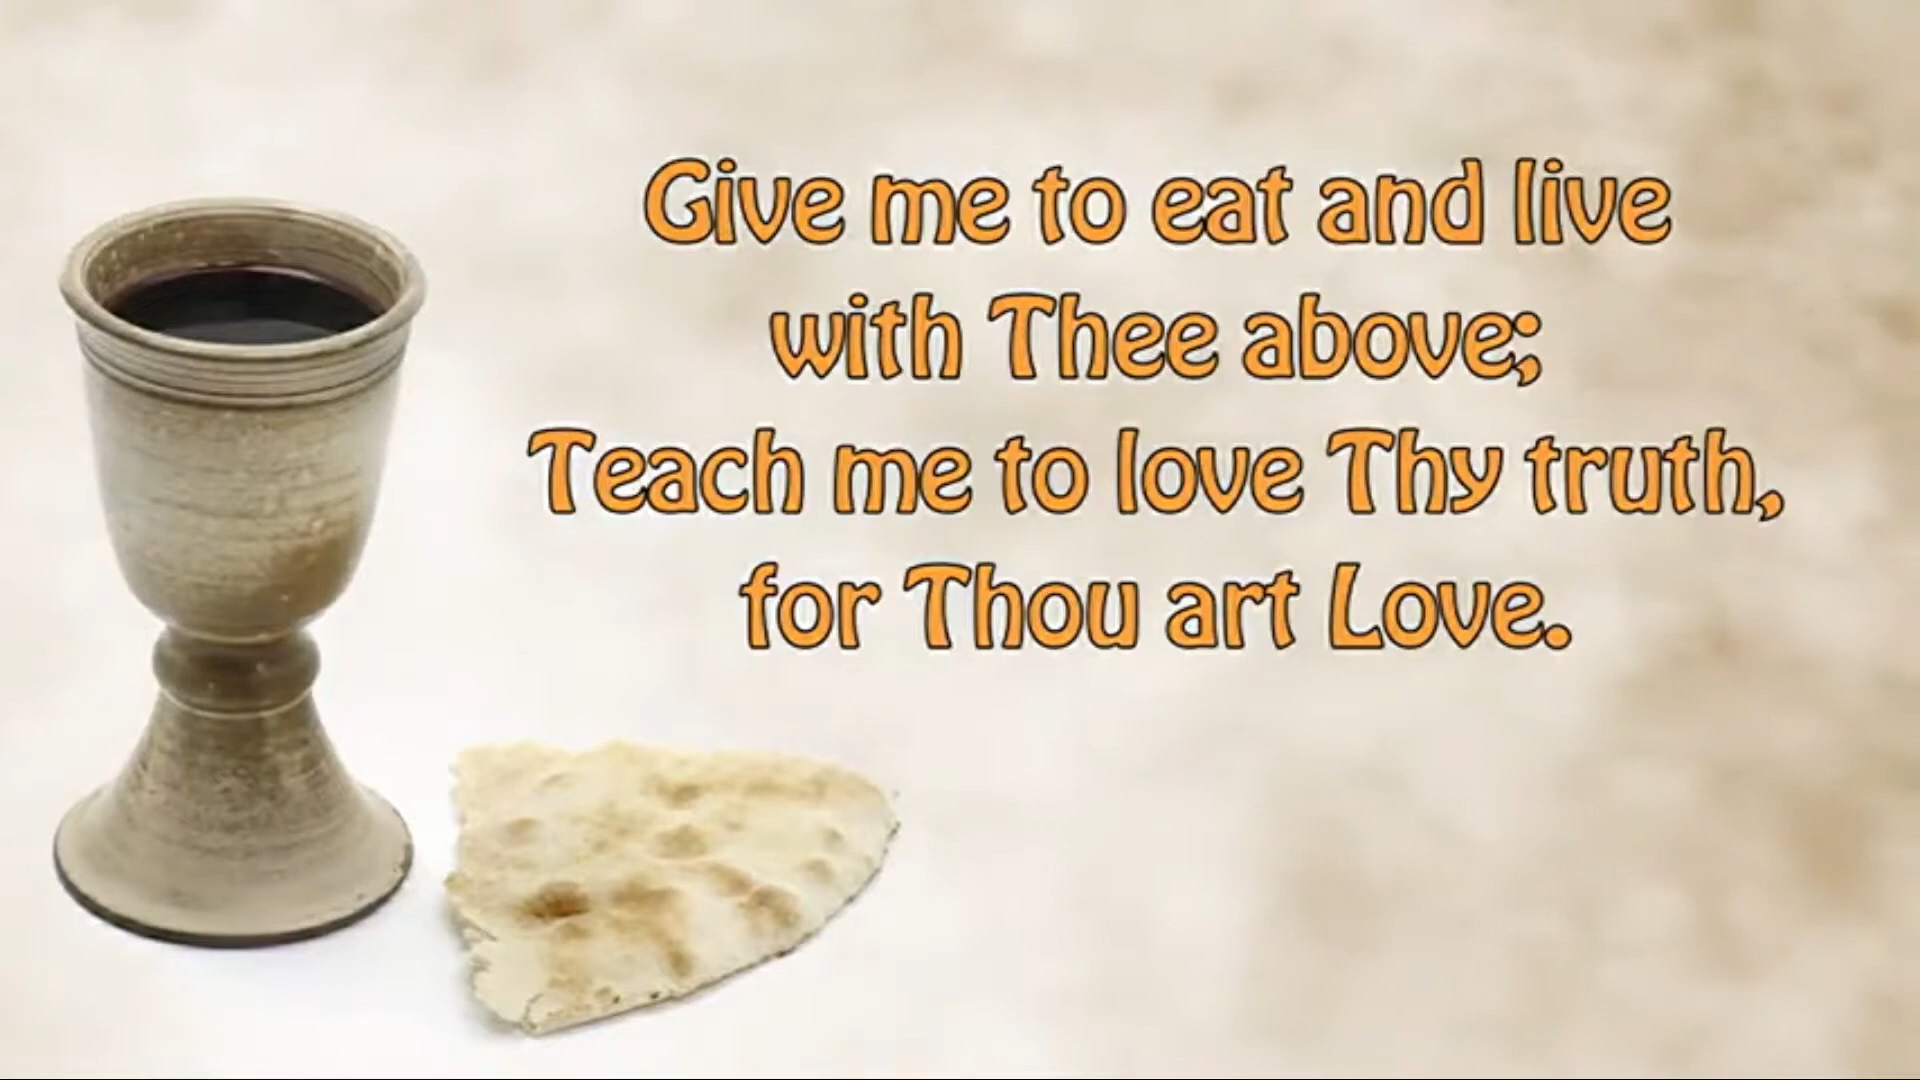 Give me to eat and live
with Thee above;
Teach me to love Thy truth,
for Thou art Love.